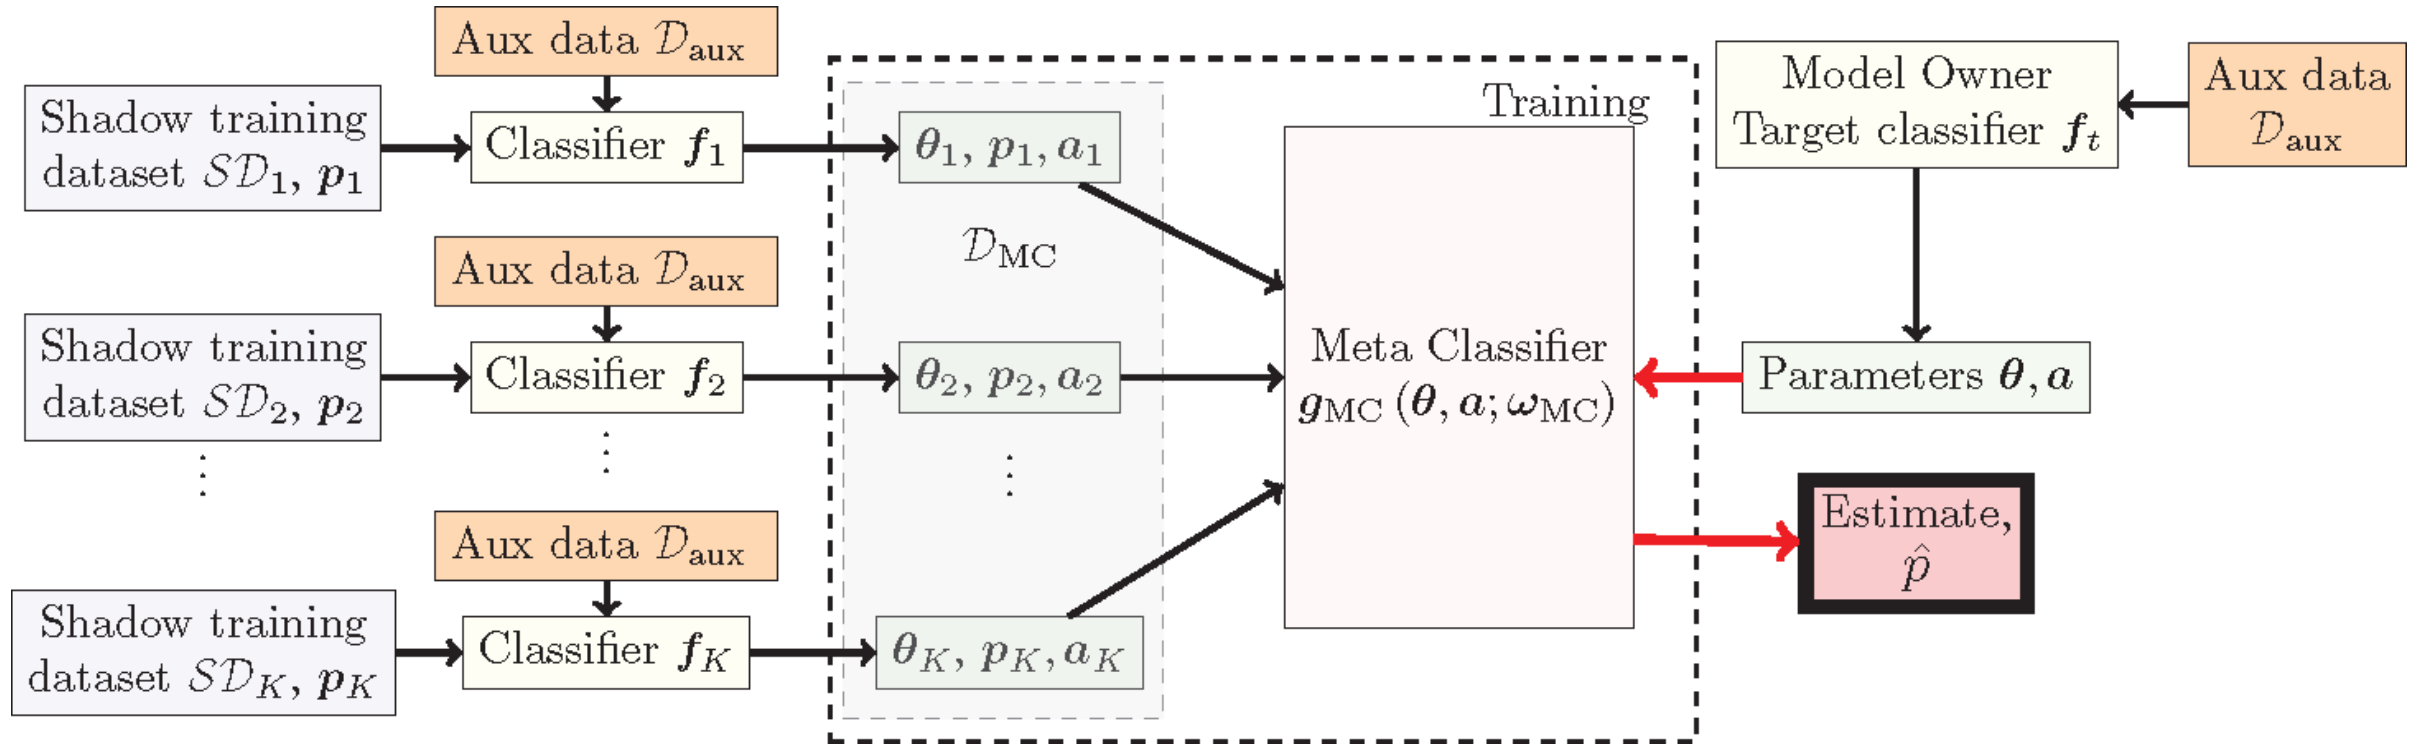 Aux data 𝒟aux
Shadow training
dataset 𝒮𝒟1, p1
Classifier f1
θ1, p1, a1
𝒟MC
Aux data 𝒟aux
Shadow training
dataset 𝒮𝒟2, p2
Classifier f2
θ2, p2, a2
⋮
⋮
⋮
Aux data 𝒟aux
Shadow training
dataset 𝒮𝒟K, pK
Classifier fK
θK, pK, aK
Training
Meta Classifier
gMC (θ, a; ωMC)
Model Owner
Target classifier ft
Aux data
𝒟aux
Parameters θ, a
Estimate,
p̂